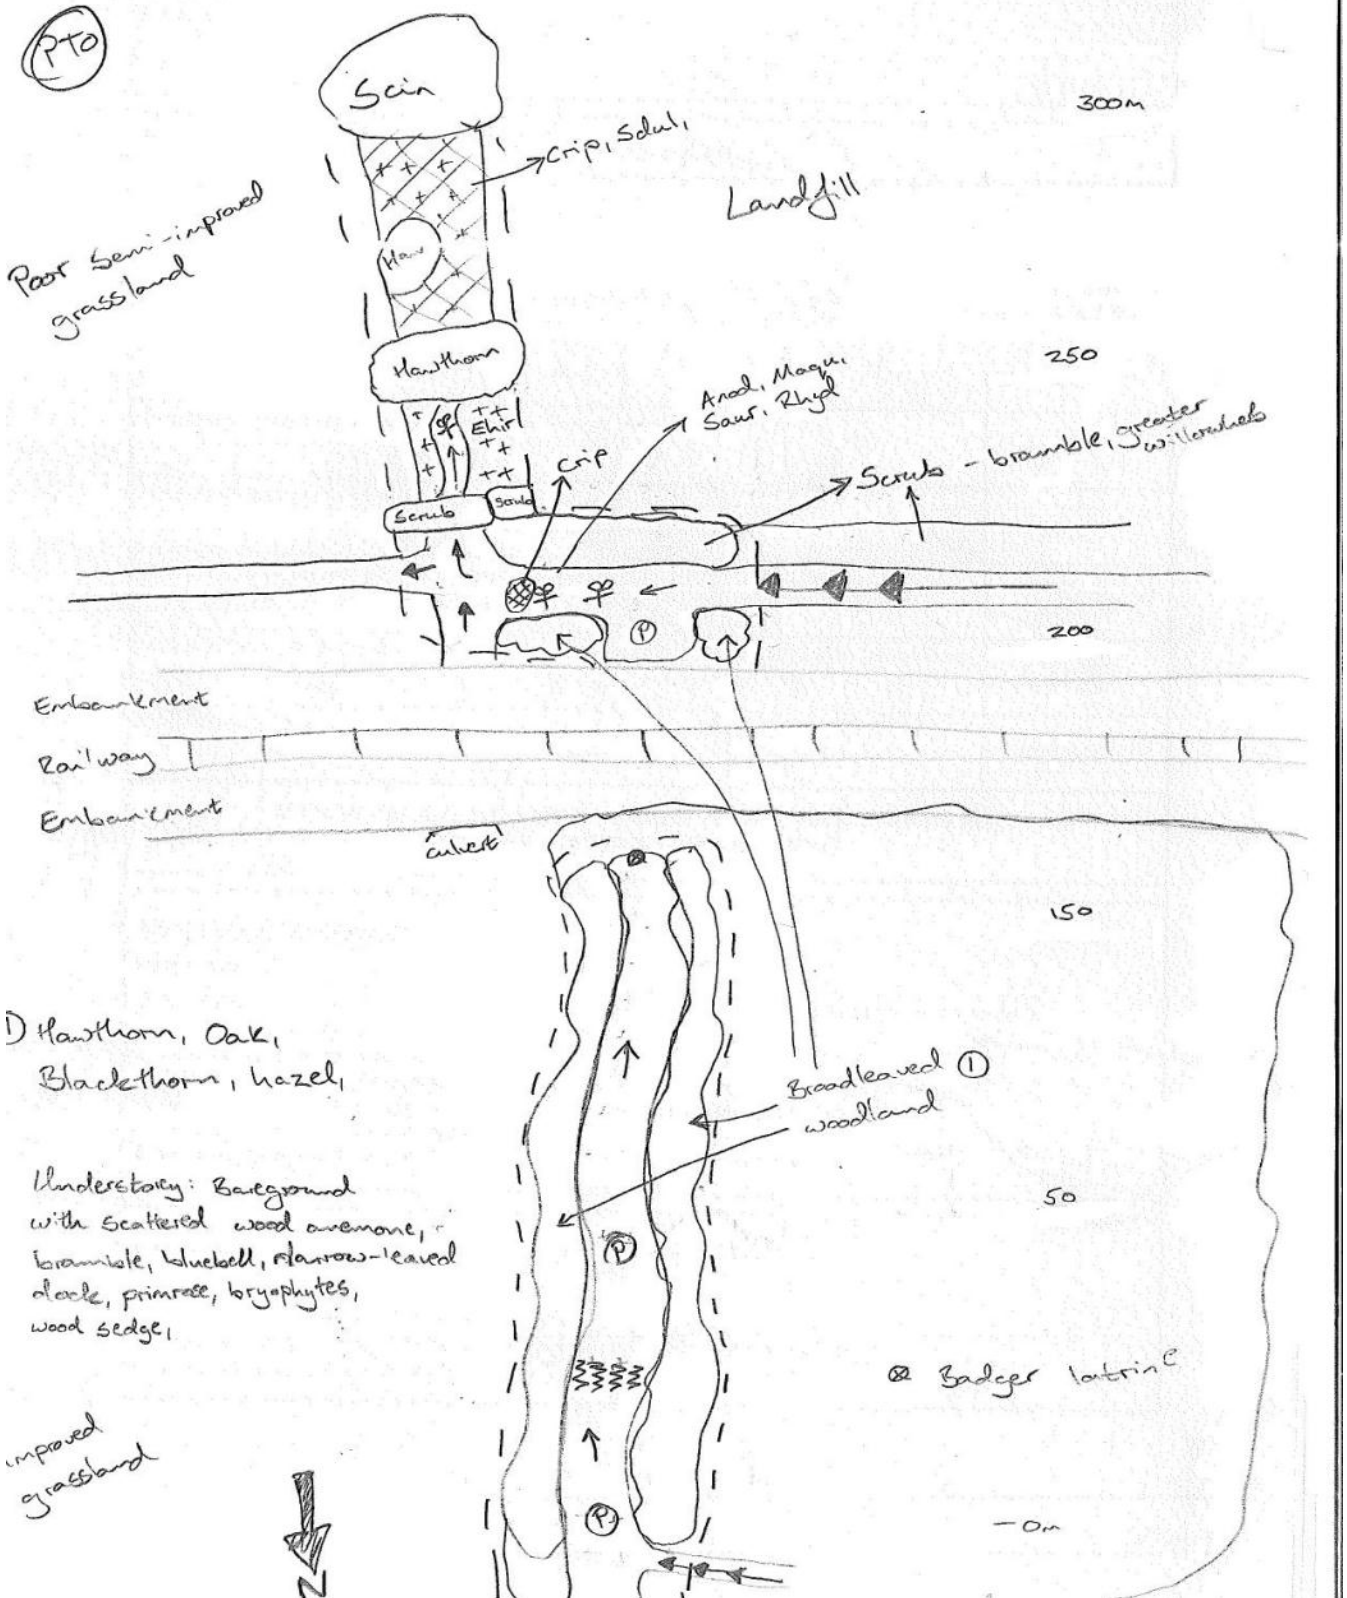 PTO
Scin
300m
Crip, Sdul,
Landfill
Poor semi-improved
grassland
Haw
Hawthorn
250
Anod, Moqu,
Saur, Rhyd
Ehir
Scrub - bramble, greater
willowherb
Crip
Scrub
Scrub
P
200
Embankment
Railway
Embankment
culvert
150
1) Hawthorn, Oak,
Blackthorn, hazel,
Broadleaved 1
woodland
Understorey: Bareground
with scattered wood anemone,
bramble, bluebell, narrow-leaved
dock, primrose, bryophytes,
wood sedge,
50
P
Badger latrine
improved
grassland
P
-0m
N